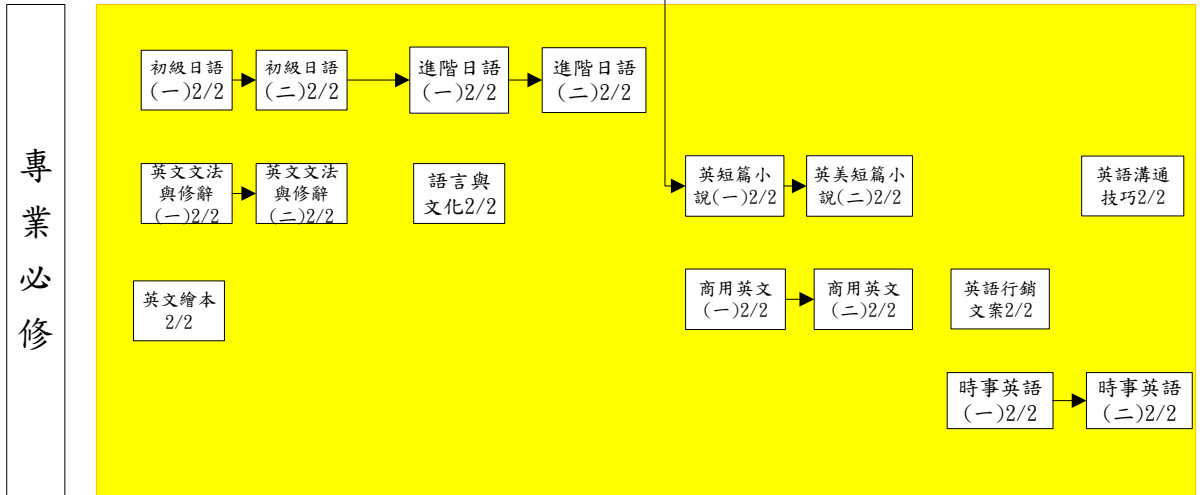 專業必修
初級日語
(一)2/2
初級日語
(二)2/2
進階日語
(一)2/2
進階日語
(二)2/2
英文文法
與修辭
(一)2/2
英文文法
與修辭
(二)2/2
語言與
文化2/2
英短篇小
說(一)2/2
英美短篇小
說(二)2/2
英語溝通
技巧2/2
英文繪本
2/2
商用英文
(一)2/2
商用英文
(二)2/2
英語行銷
文案2/2
時事英語
(一)2/2
時事英語
(二)2/2